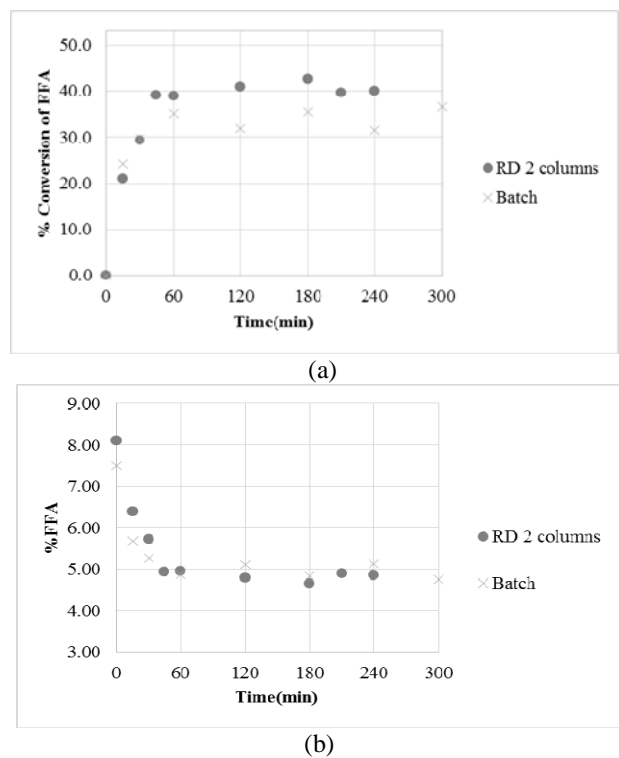 50.0
40.0
30.0
20.0
10.0
0.0
% Conversion of FFA
0 60 120 180 240 300
Time(min)
RD 2 columns
Batch
(a)
9.00
8.00
7.00
6.00
5.00
4.00
3.00
%FFA
0 60 120 180 240 300
Time(min)
RD 2 columns
Batch
(b)